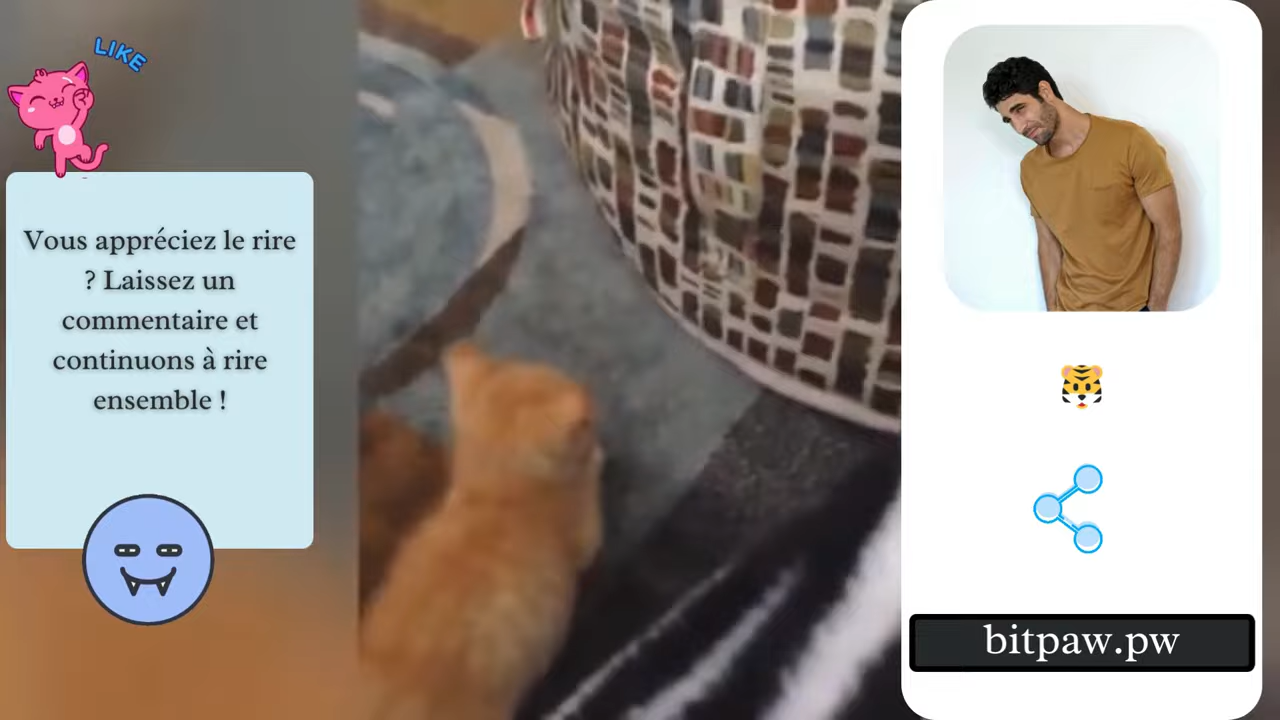 LIKE
Vous appréciez le rire
? Laissez un
commentaire et
continuons à rire
ensemble !
bitpaw.pw